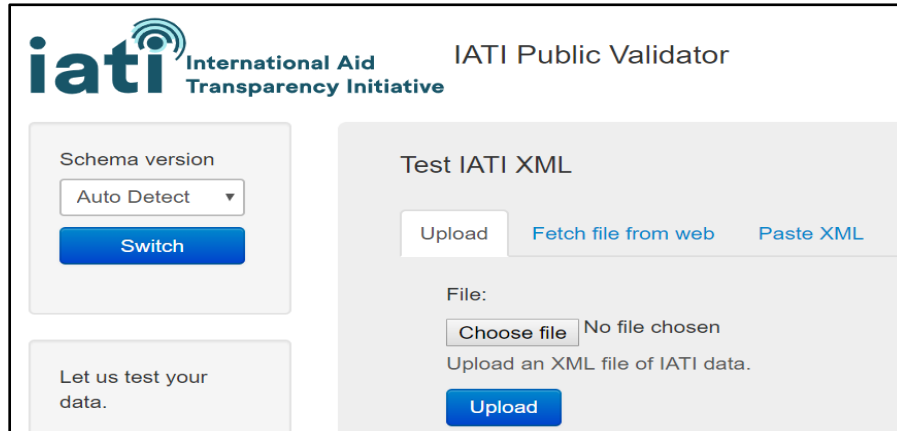 iati International Aid
Transparency Initiative
IATI Public Validator
Schema version
Auto Detect
Switch
Let us test your
data.
Test IATI XML
Upload Fetch file from web Paste XML
File:
Choose file No file chosen
Upload an XML file of IATI data.
Upload